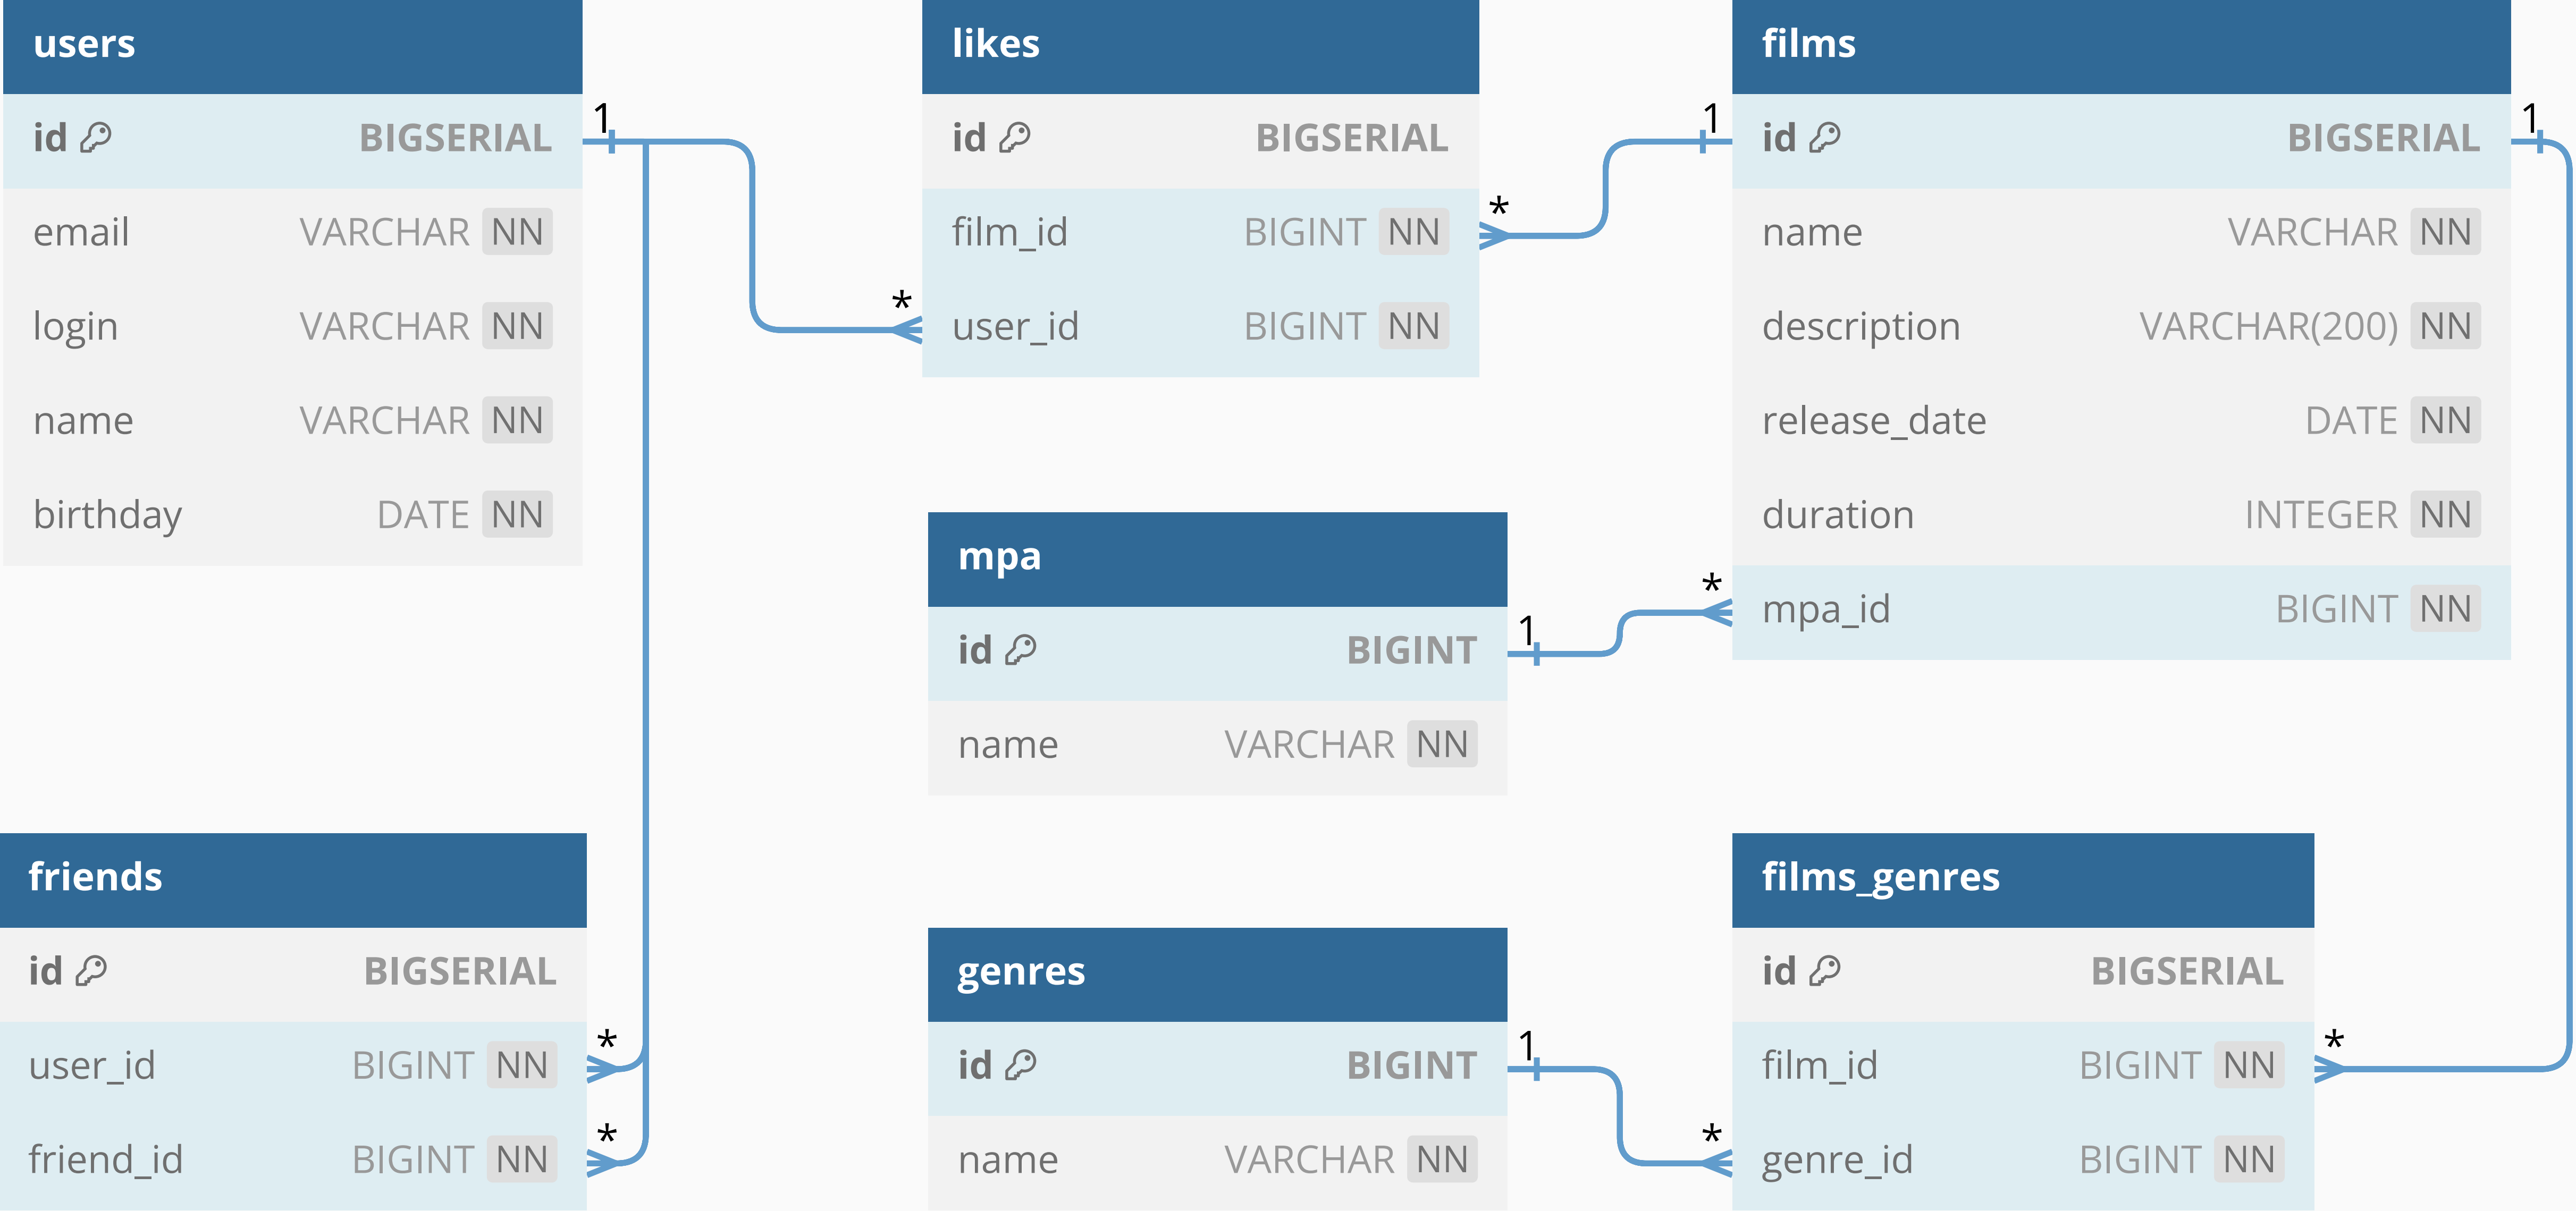 users
id BIGSERIAL
email VARCHAR NN
login VARCHAR NN
name VARCHAR NN
birthday DATE NN
1
likes
id BIGSERIAL
film_id BIGINT NN
user_id BIGINT NN
*
*
films
id BIGSERIAL
name VARCHAR NN
description VARCHAR(200) NN
release_date DATE NN
duration INTEGER NN
mpa_id BIGINT NN
1
1
*
mpa
id BIGINT
name VARCHAR NN
1
friends
id BIGSERIAL
user_id BIGINT NN
friend_id BIGINT NN
*
*
genres
id BIGINT
name VARCHAR NN
1
films_genres
id BIGSERIAL
film_id BIGINT NN
genre_id BIGINT NN
*
*